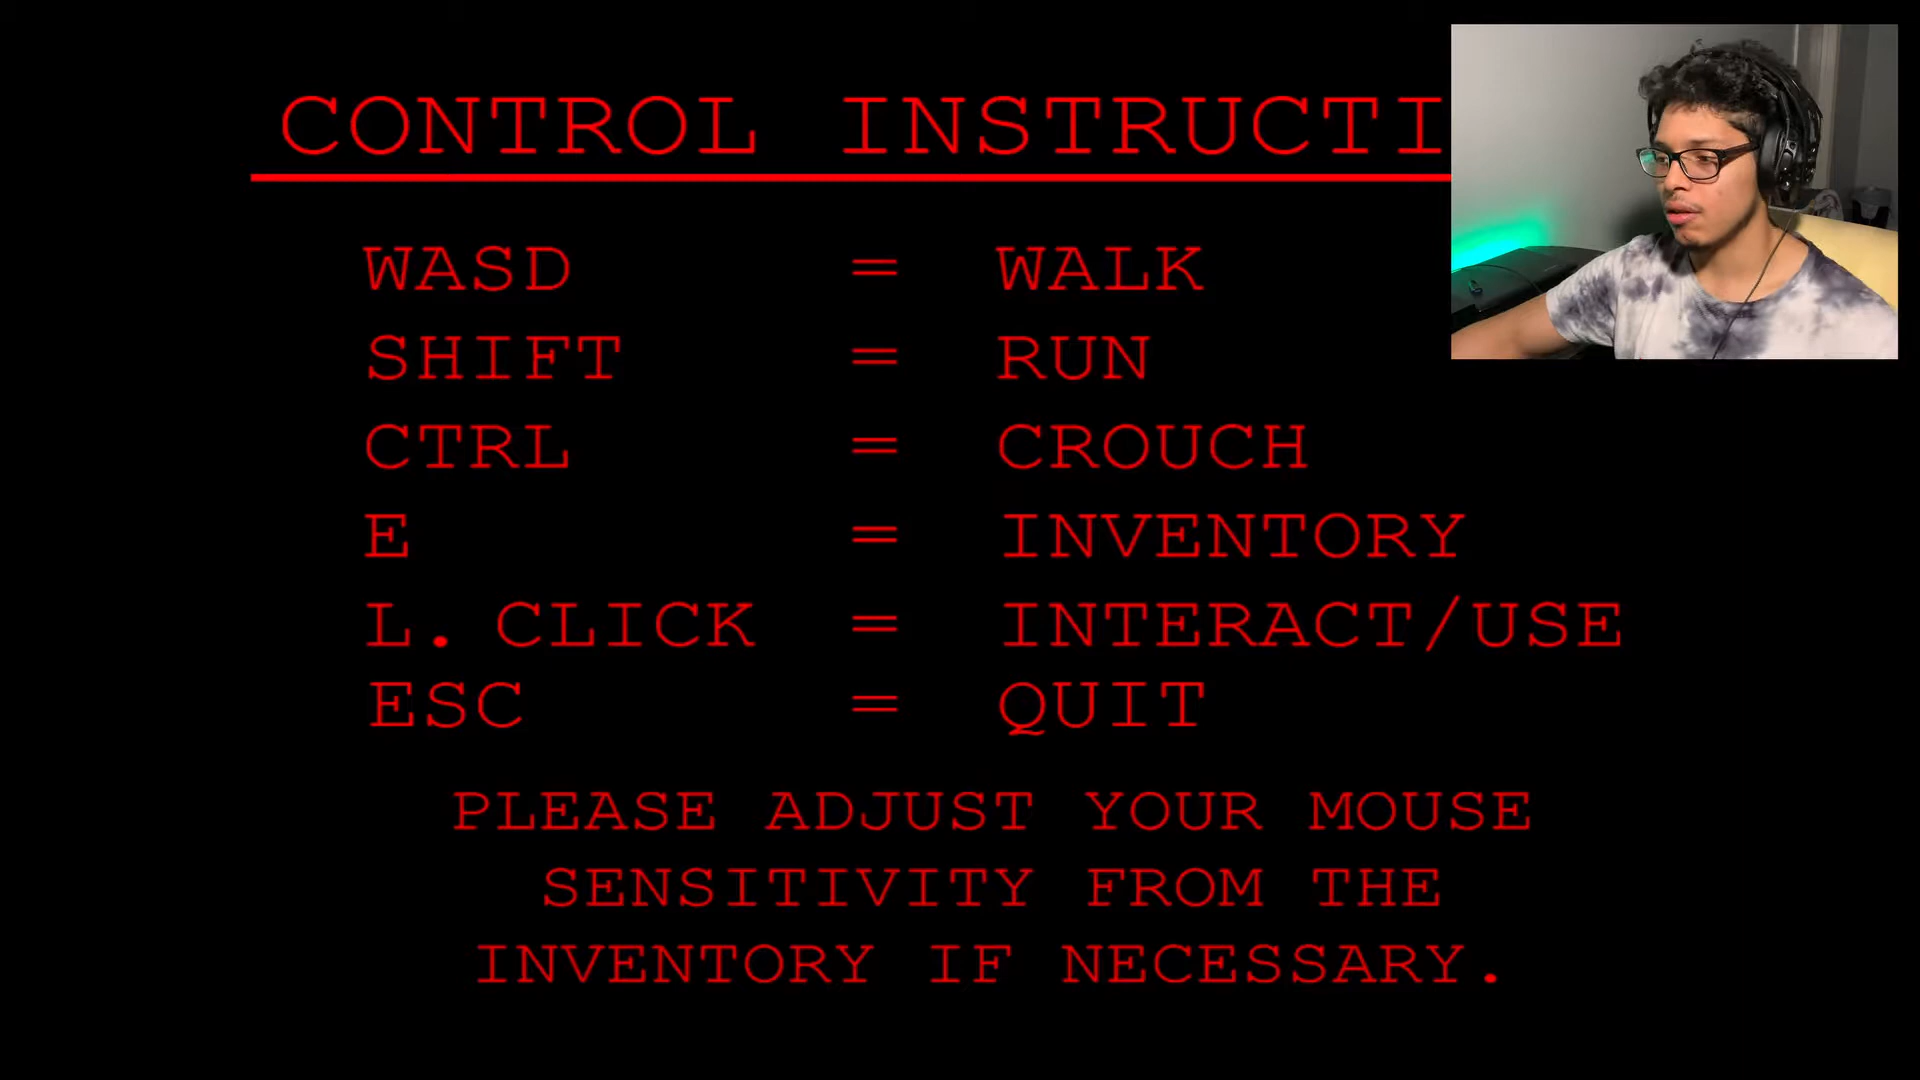 CONTROL INSTRUCTI
WASD = WALK
SHIFT = RUN
CTRL = CROUCH
E = INVENTORY
L. CLICK = INTERACT/USE
ESC = QUIT
PLEASE ADJUST YOUR MOUSE
SENSITIVITY FROM THE
INVENTORY IF NECESSARY.